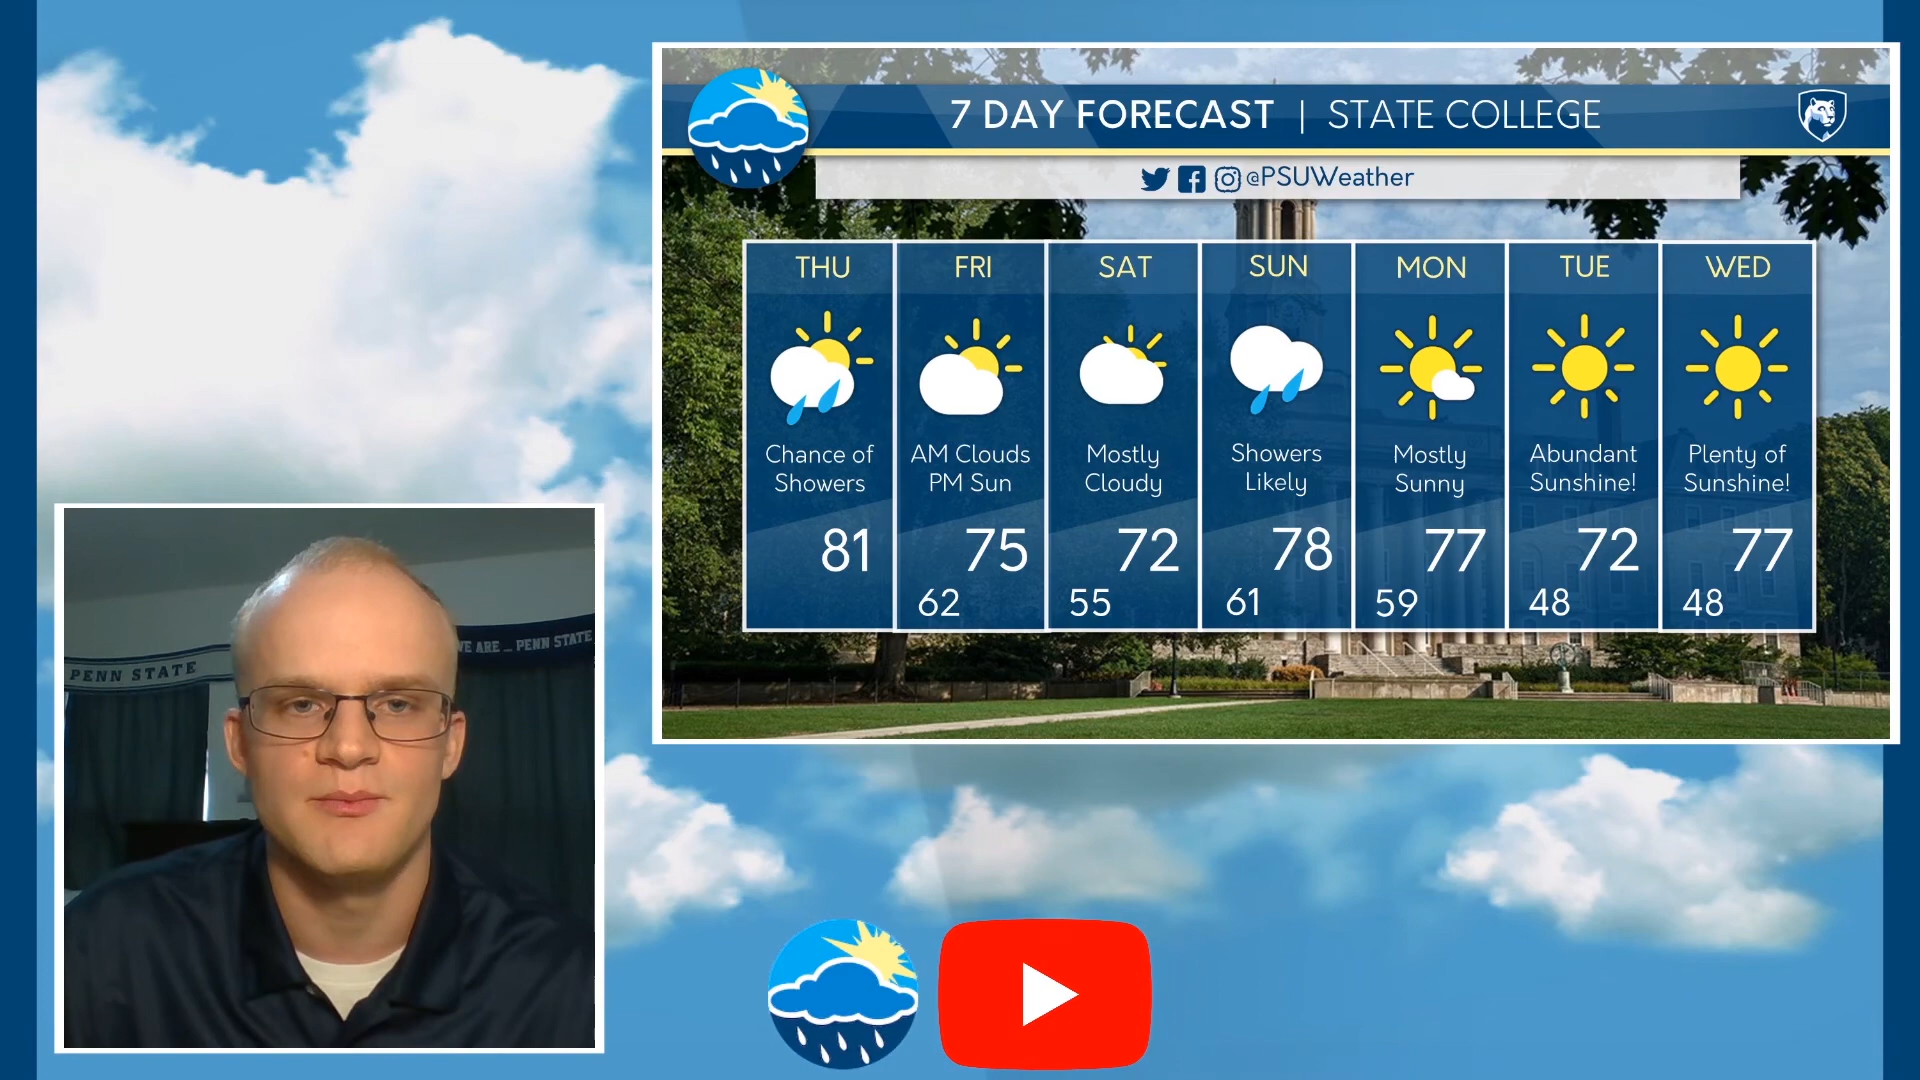 7 DAY FORECAST | STATE COLLEGE
@PSUWeather
THU
FRI
SAT
SUN
MON
TUE
WED
Chance of
Showers
AM Clouds
PM Sun
Mostly
Cloudy
Showers
Likely
Mostly
Sunny
Abundant
Sunshine!
Plenty of
Sunshine!
81
75
72
78
77
72
77
62
55
61
59
48
48
PENN STATE
WE ARE _ PENN STATE